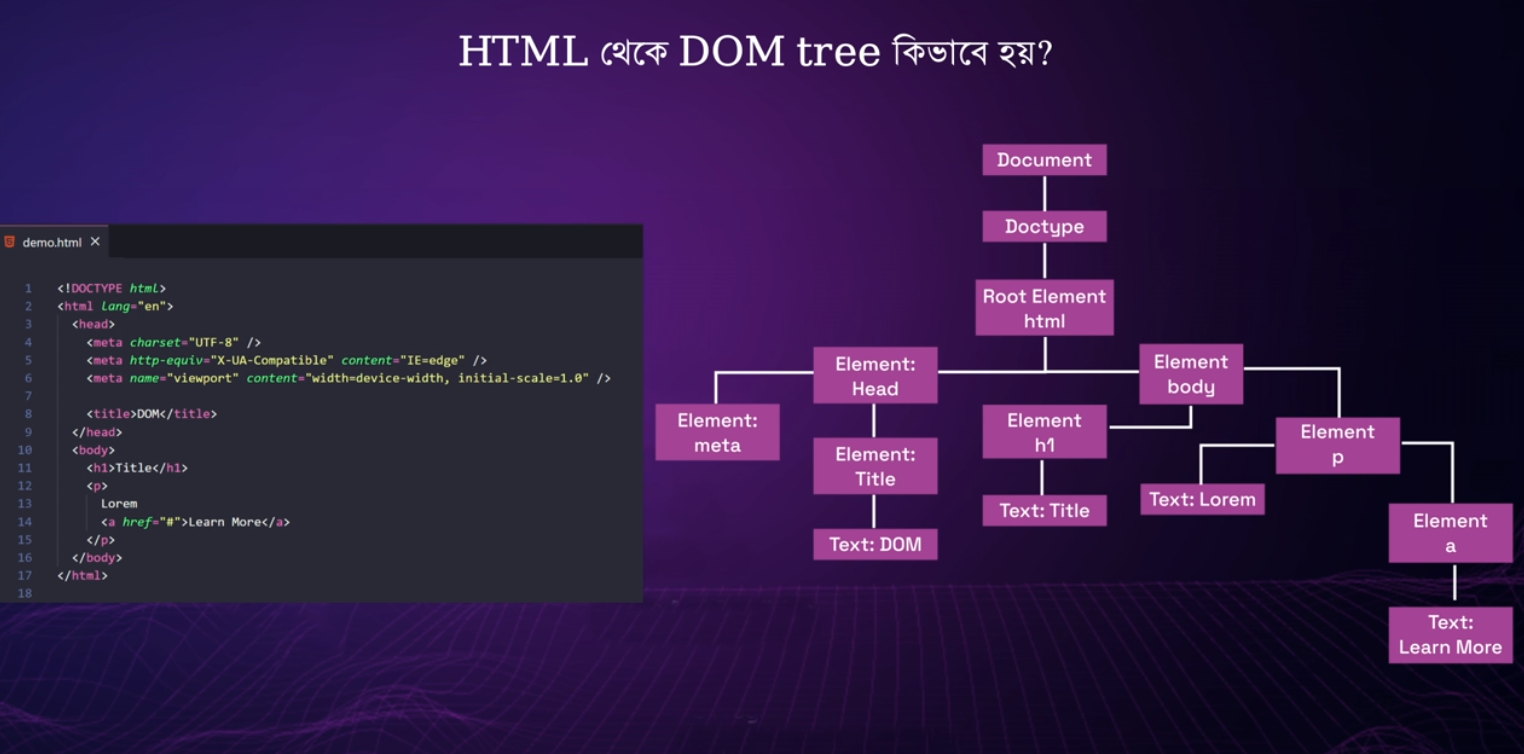 HTML থেকে DOM tree কিভাবে হয়?
demo.html ×
1 <!DOCTYPE html>
2 <html lang="en">
3 <head>
4 <meta charset="UTF-8" />
5 <meta http-equiv="X-UA-Compatible" content="IE=edge" />
6 <meta name="viewport" content="width=device-width, initial-scale=1.0" />
7
8 <title>DOM</title>
9 </head>
10 <body>
11 <h1>Title</h1>
12 <p>
13 Lorem
14 <a href="#">Learn More</a>
15 </p>
16 </body>
17 </html>
18
Document
Doctype
Root Element
html
Element:
Head
Element
body
Element:
meta
Element:
Title
Text: DOM
Element
h1
Text: Title
Element
p
Text: Lorem
Element
a
Text:
Learn More